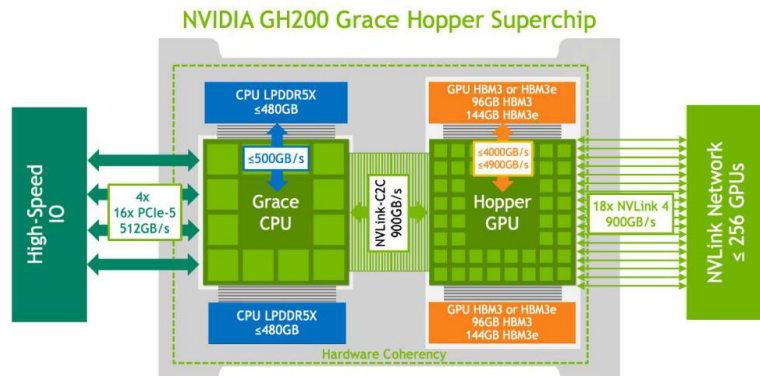 NVIDIA GH200 Grace Hopper Superchip
CPU LPDDR5X
≤480GB
GPU HBM3 or HBM3e
96GB HBM3
144GB HBM3e
High-Speed
IO
4x
16x PCIe-5
512GB/s
≤500GB/s
Grace
CPU
NVLink-C2C
900GB/s
≤4000GB/s
≤4900GB/s
Hopper
GPU
18x NVLink 4
900GB/s
NVLink Network
≤ 256 GPUs
CPU LPDDR5X
≤480GB
GPU HBM3 or HBM3e
96GB HBM3
144GB HBM3e
Hardware Coherency